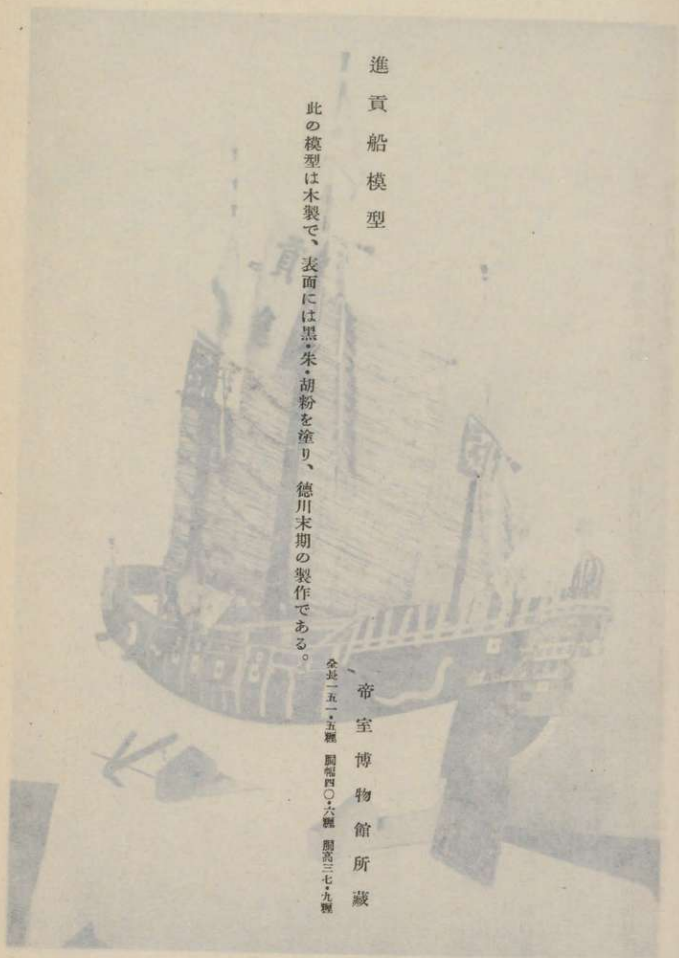 進貢船模型
帝室博物館所藏
全長一五一・五糎　胴幅四〇・六糎　胴高三七・九糎
此の模型は木製で、表面には黒・朱・胡粉を塗り、德川末期の製作である。